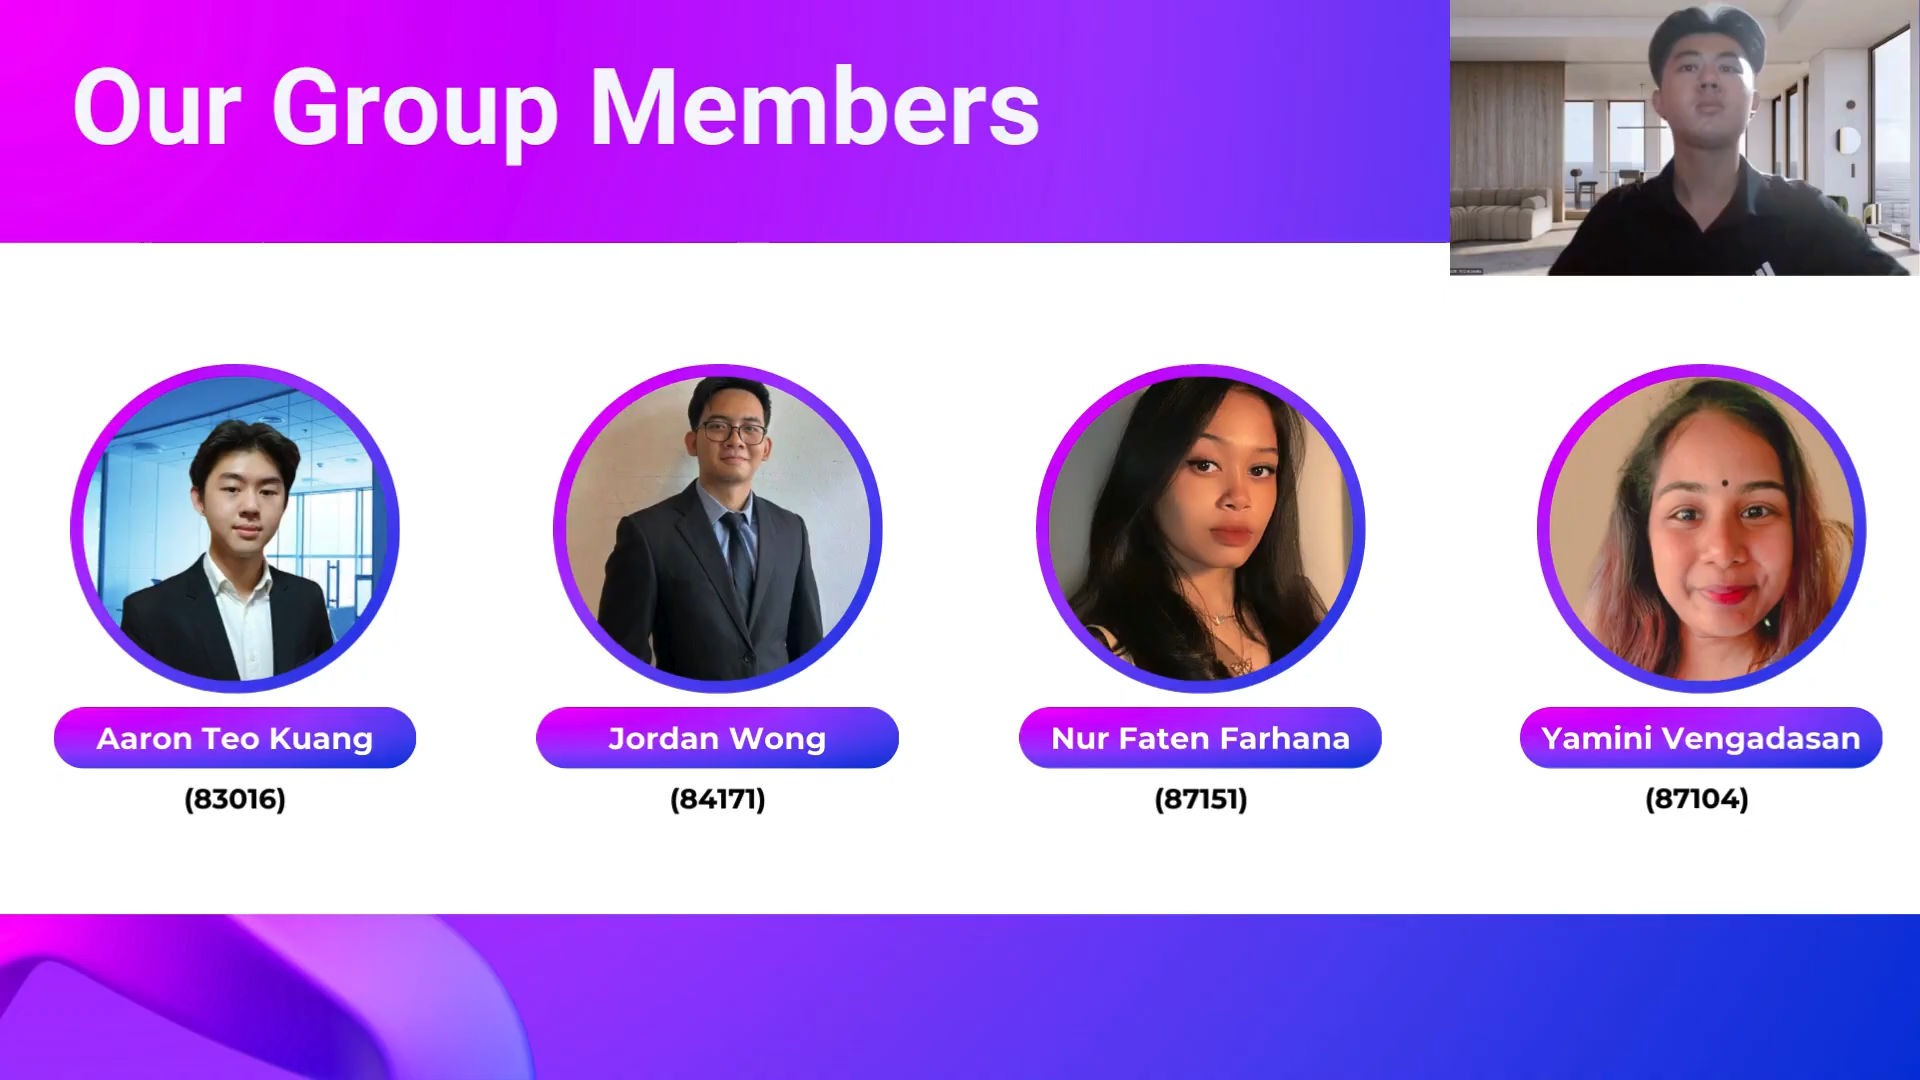 Our Group Members
Aaron Teo Kuang
(83016)
Jordan Wong
(84171)
Nur Faten Farhana
(87151)
Yamini Vengadasan
(87104)